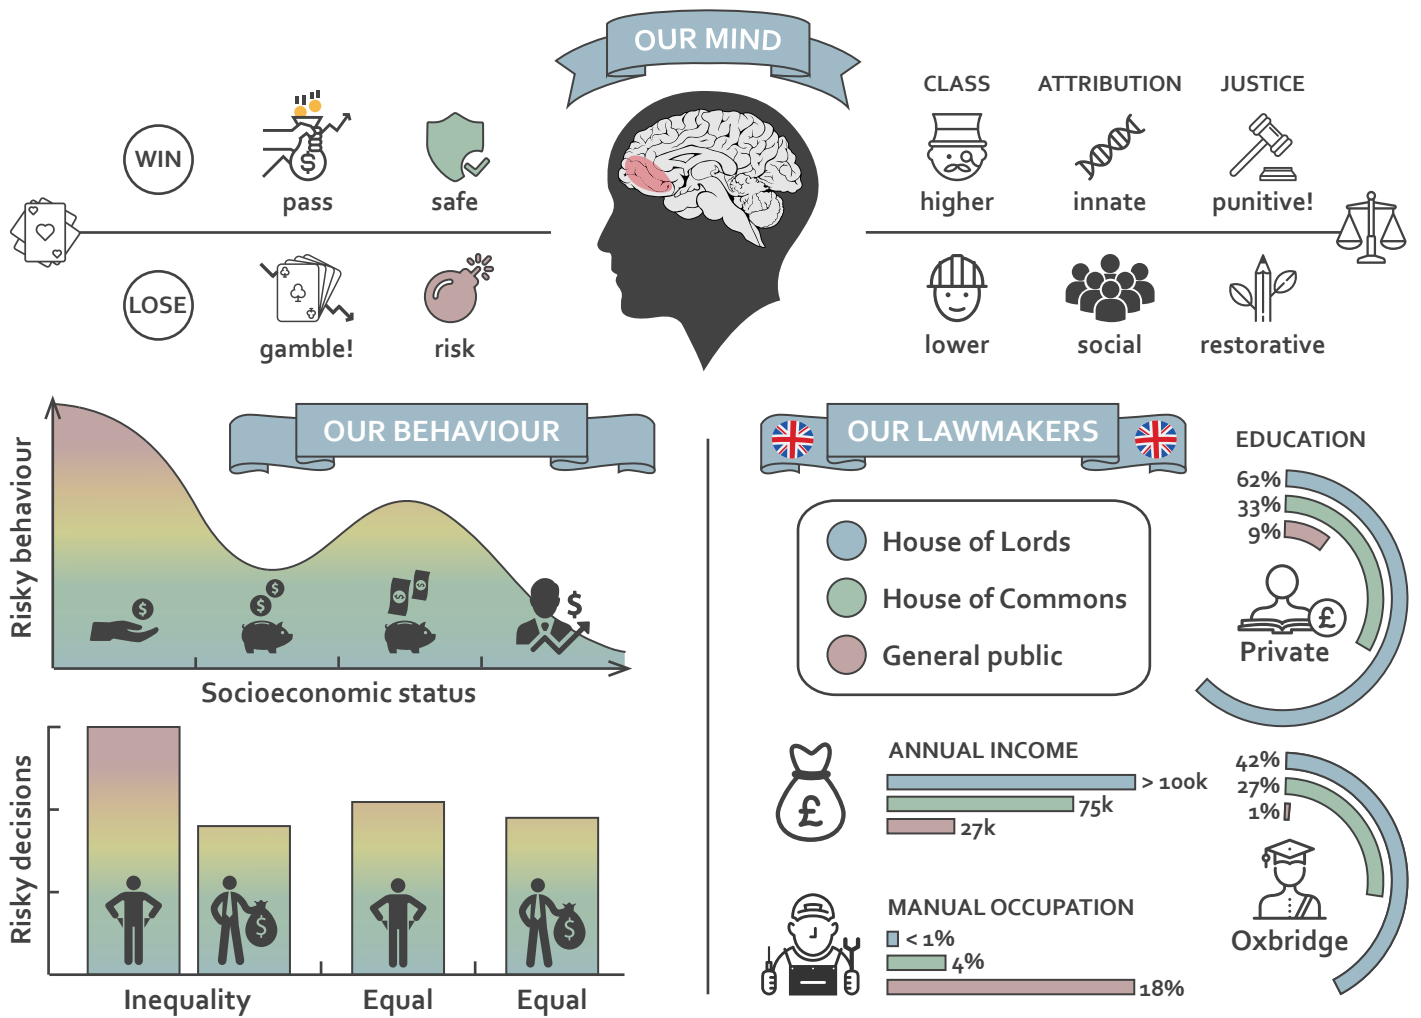 OUR MIND
WIN
pass
safe
LOSE
gamble!
risk
CLASS
ATTRIBUTION
JUSTICE
higher
innate
punitive!
lower
social
restorative
OUR BEHAVIOUR
Risky behaviour
$
$
$
$
$
$
$
Socioeconomic status
Risky decisions
$
$
Inequality
Equal
Equal
OUR LAWMAKERS
House of Lords
House of Commons
General public
EDUCATION
62%
33%
9%
£
Private
£
ANNUAL INCOME
> 100k
75k
27k
MANUAL OCCUPATION
< 1%
4%
18%
42%
27%
1%
Oxbridge